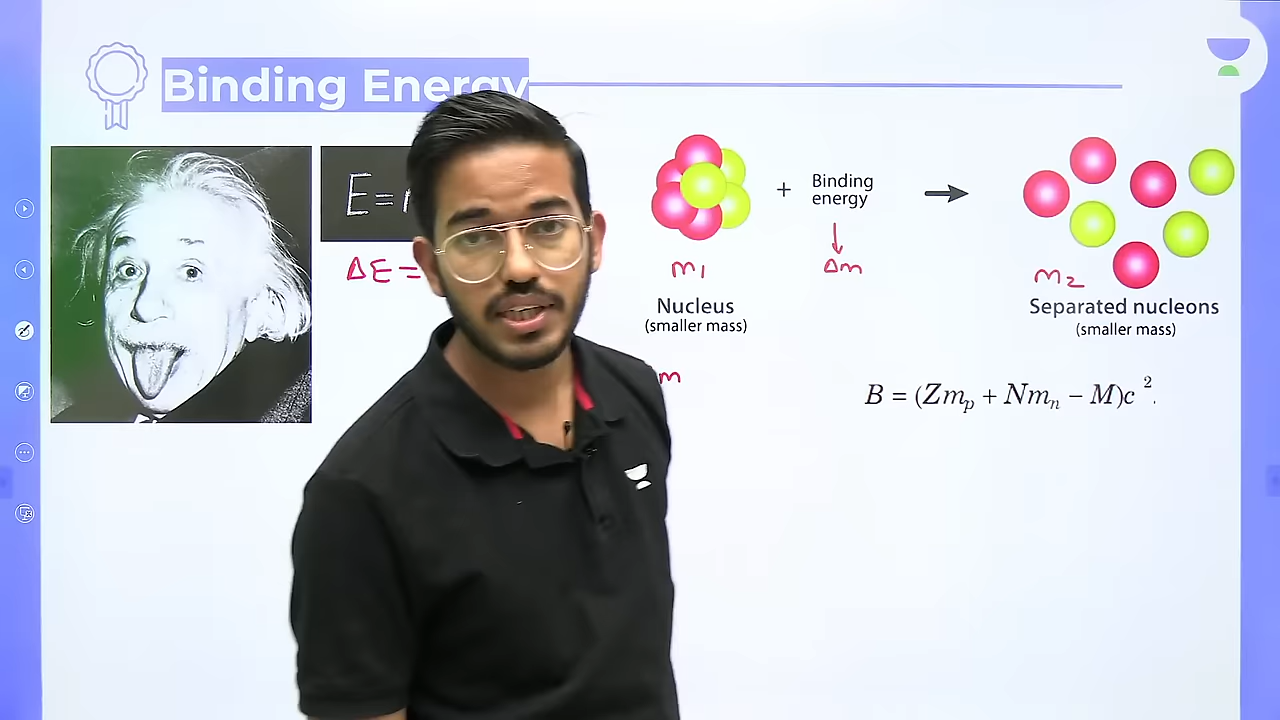 Binding Energy
E=
ΔE =
m₁
Nucleus
(smaller mass)
+
Binding
energy
Δm
m₂
Separated nucleons
(smaller mass)
m
B = (Zmₚ + Nmₙ − M)c².